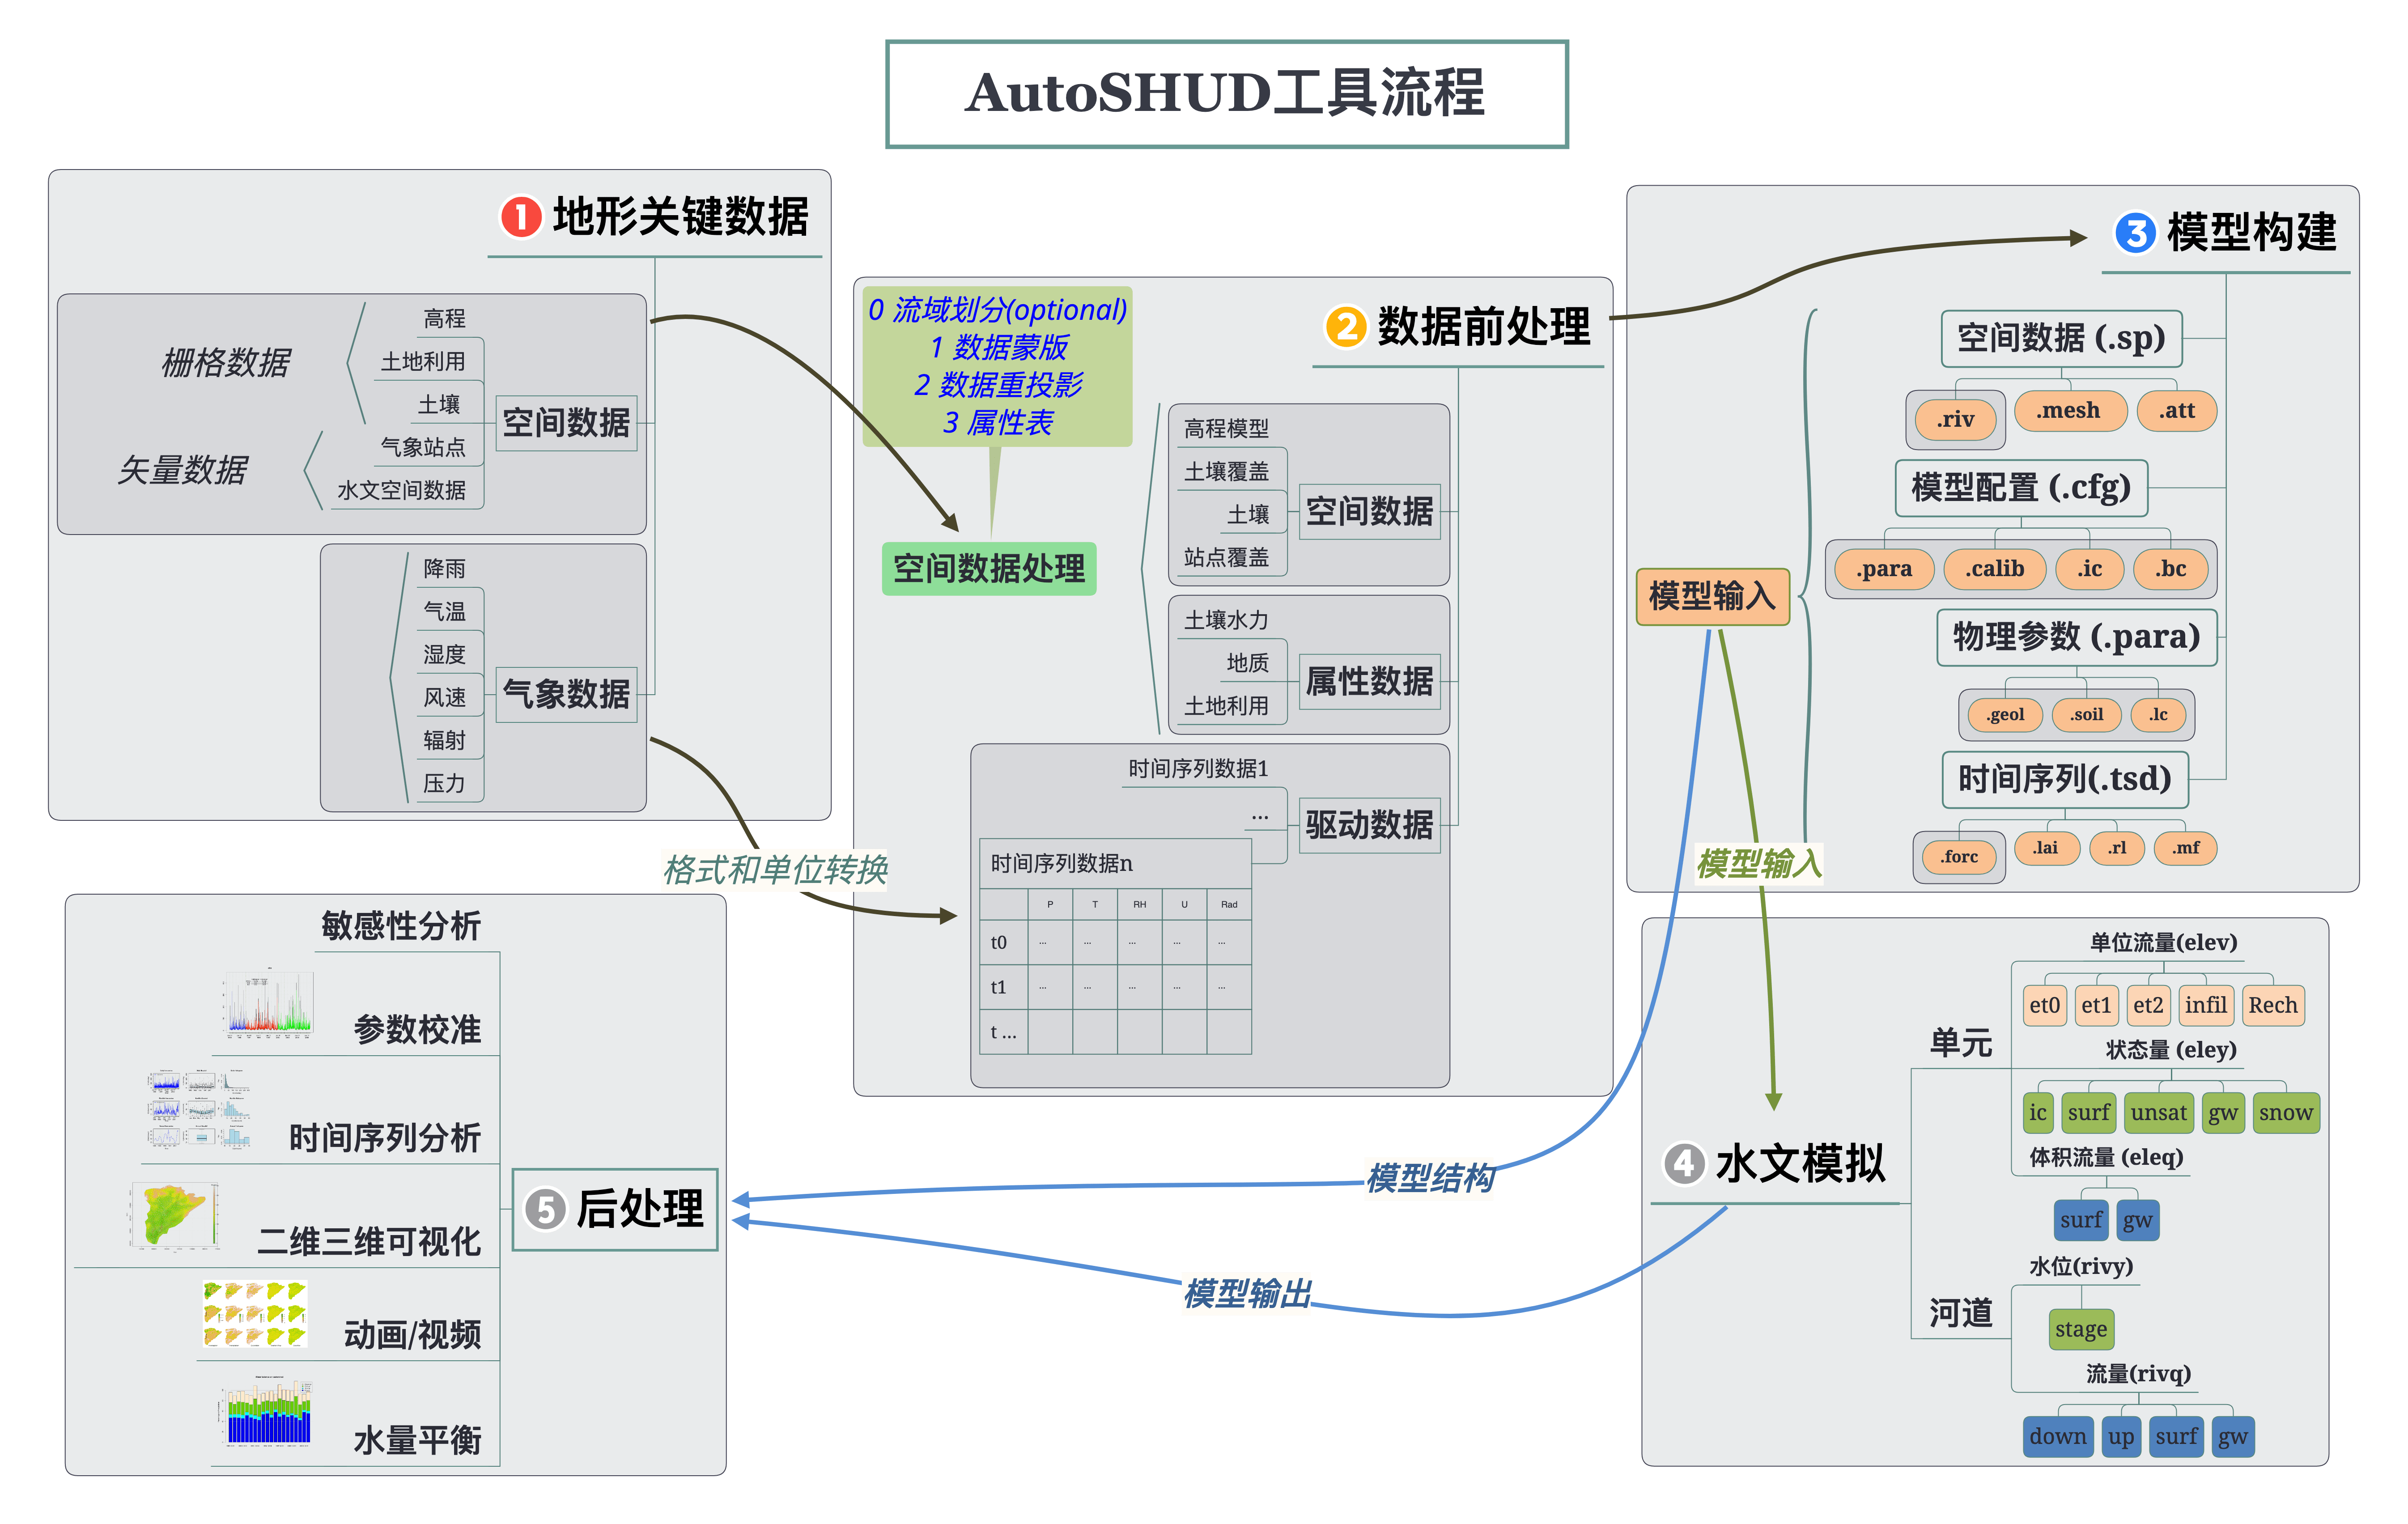 AutoSHUD工具流程
1 地形关键数据
高程
土地利用
土壤
气象站点
水文空间数据
栅格数据
矢量数据
空间数据
降雨
气温
湿度
风速
辐射
压力
气象数据
格式和单位转换
2 数据前处理
0 流域划分(optional)
1 数据蒙版
2 数据重投影
3 属性表
空间数据处理
高程模型
土壤覆盖
土壤
站点覆盖
空间数据
土壤水力
地质
土地利用
属性数据
时间序列数据1
...
驱动数据
时间序列数据n
P T RH U Rad
t0 ... ... ... ... ...
t1 ... ... ... ... ...
t ...
3 模型构建
空间数据 (.sp)
.riv .mesh .att
模型配置 (.cfg)
.para .calib .ic .bc
物理参数 (.para)
.geol .soil .lc
时间序列(.tsd)
.forc .lai .rl .mf
模型输入
模型输入
4 水文模拟
单元
单位流量(elev)
et0 et1 et2 infil Rech
状态量 (eley)
ic surf unsat gw snow
体积流量 (eleq)
surf gw
河道
水位(rivy)
stage
流量(rivq)
down up surf gw
模型结构
模型输出
5 后处理
敏感性分析
参数校准
时间序列分析
二维三维可视化
动画/视频
水量平衡